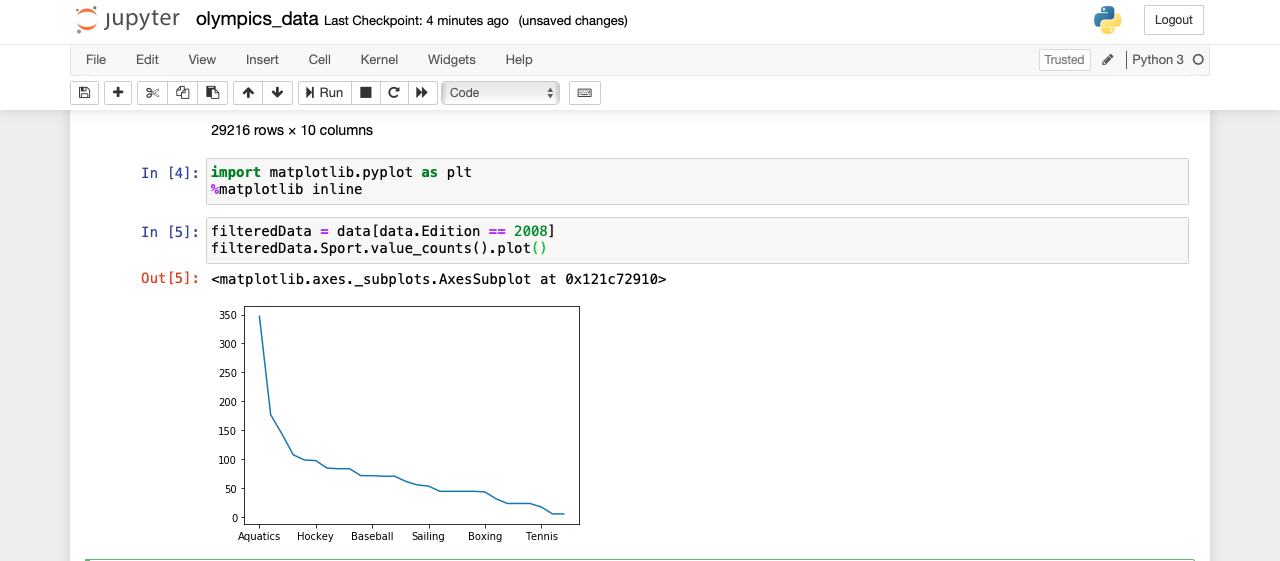 jupyter olympics_data Last Checkpoint: 4 minutes ago (unsaved changes) Logout
File Edit View Insert Cell Kernel Widgets Help Trusted Python 3
Run Code
29216 rows × 10 columns
In [4]: import matplotlib.pyplot as plt
%matplotlib inline
In [5]: filteredData = data[data.Edition == 2008]
filteredData.Sport.value_counts().plot()
Out[5]: <matplotlib.axes._subplots.AxesSubplot at 0x121c72910>
350
300
250
200
150
100
50
0
Aquatics Hockey Baseball Sailing Boxing Tennis